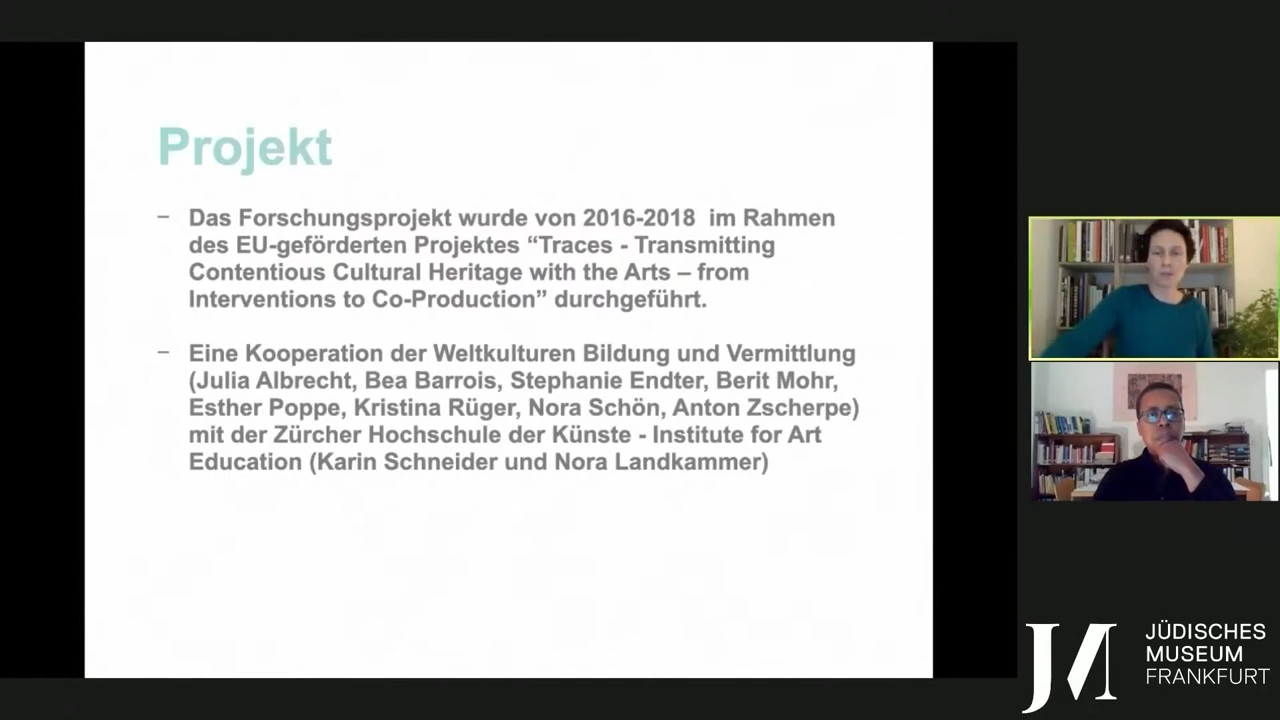 Projekt
– Das Forschungsprojekt wurde von 2016-2018 im Rahmen
des EU-geförderten Projektes “Traces - Transmitting
Contentious Cultural Heritage with the Arts – from
Interventions to Co-Production” durchgeführt.
– Eine Kooperation der Weltkulturen Bildung und Vermittlung
(Julia Albrecht, Bea Barrois, Stephanie Endter, Berit Mohr,
Esther Poppe, Kristina Rüger, Nora Schön, Anton Zscherpe)
mit der Zürcher Hochschule der Künste - Institute for Art
Education (Karin Schneider und Nora Landkammer)
JM
JÜDISCHES
MUSEUM
FRANKFURT